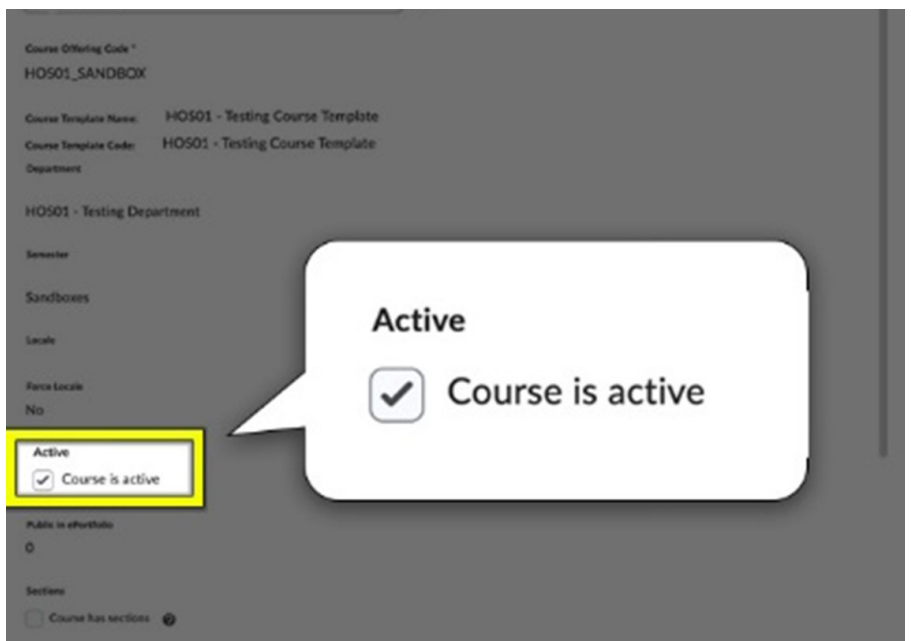 Course Offering Code *
HOS01_SANDBOX
Course Template Name: HOS01 - Testing Course Template
Course Template Code: HOS01 - Testing Course Template
Department
HOS01 - Testing Department
Semester
Sandboxes
Locale
Force Locale
No
Active
Course is active
Active
Course is active
Public in ePortfolio
0
Sections
Course has sections